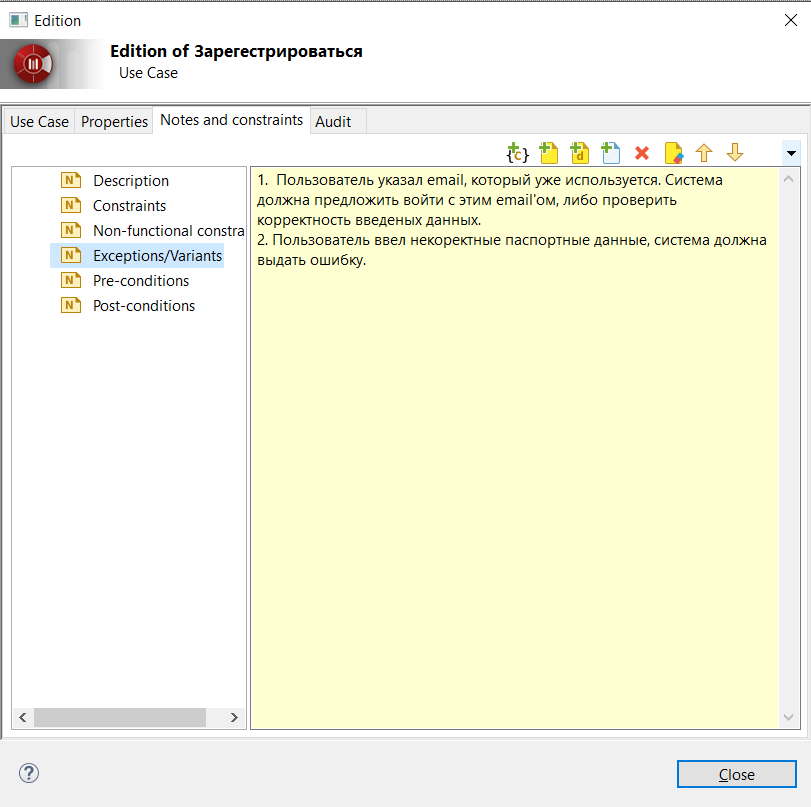 Edition
Edition of Зарегестрироваться
Use Case
Use Case Properties Notes and constraints Audit
Description
Constraints
Non-functional constra
Exceptions/Variants
Pre-conditions
Post-conditions
1. Пользователь указал email, который уже используется. Система
должна предложить войти с этим email'ом, либо проверить
корректность введеных данных.
2. Пользователь ввел некоректные паспортные данные, система должна
выдать ошибку.
Close